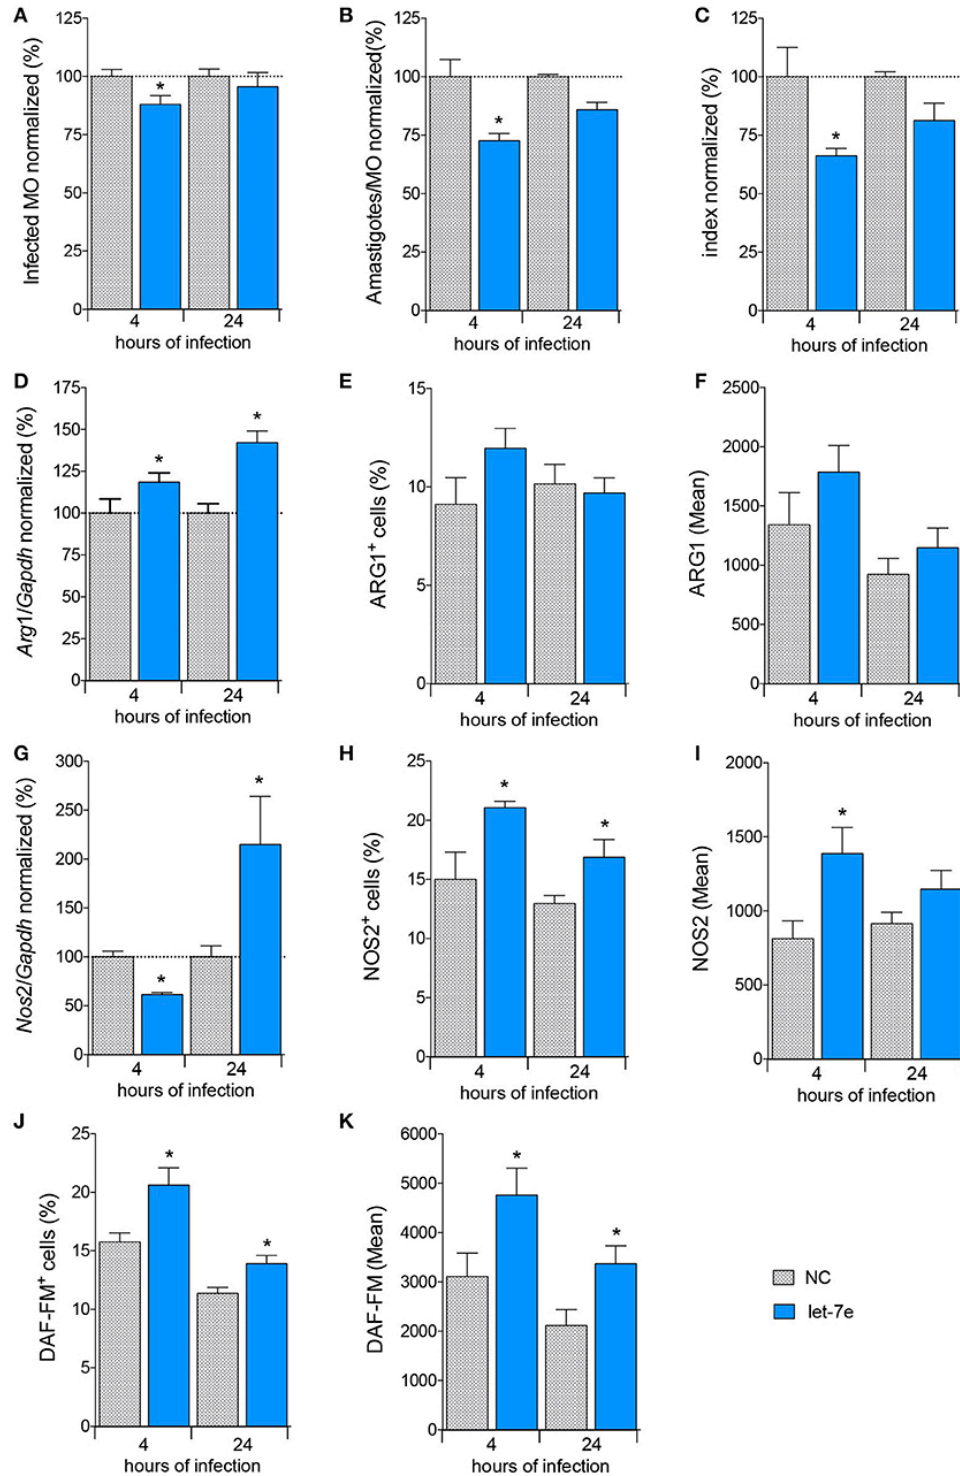 A
Infected MO normalized (%)
125
100
75
50
25
0
*
4
24
hours of infection
B
Amastigotes/MO normalized(%)
125
100
75
50
25
0
*
4
24
hours of infection
C
index normalized (%)
125
100
75
50
25
0
*
4
24
hours of infection
D
Arg1/Gapdh normalized (%)
175
150
125
100
75
50
25
0
*
*
4
24
hours of infection
E
ARG1⁺ cells (%)
15
10
5
0
4
24
hours of infection
F
ARG1 (Mean)
2500
2000
1500
1000
500
0
4
24
hours of infection
G
Nos2/Gapdh normalized (%)
300
250
200
150
100
50
0
*
*
4
24
hours of infection
H
NOS2⁺ cells (%)
25
20
15
10
5
0
*
*
4
24
hours of infection
I
NOS2 (Mean)
2000
1500
1000
500
0
*
4
24
hours of infection
J
DAF-FM⁺ cells (%)
25
20
15
10
5
0
*
*
4
24
hours of infection
K
DAF-FM (Mean)
6000
5000
4000
3000
2000
1000
0
*
*
4
24
hours of infection
NC
let-7e